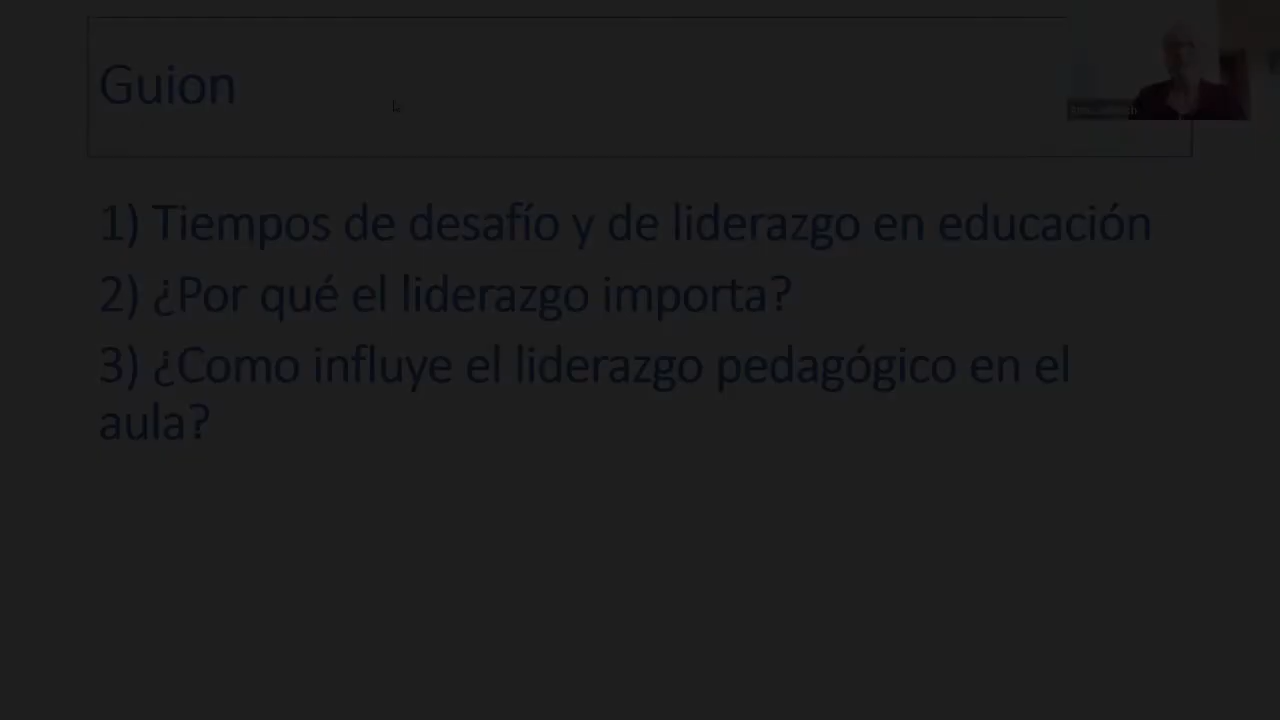 Guion
1) Tiempos de desafío y de liderazgo en educación
2) ¿Por qué el liderazgo importa?
3) ¿Como influye el liderazgo pedagógico en el
aula?